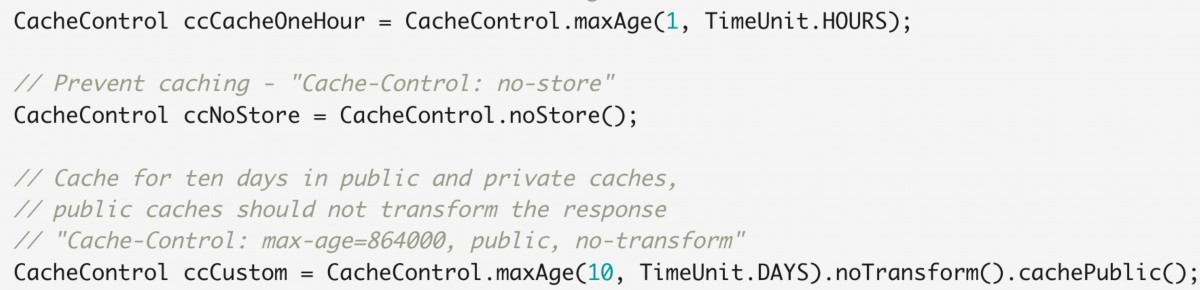 CacheControl ccCacheOneHour = CacheControl.maxAge(1, TimeUnit.HOURS);
// Prevent caching - "Cache-Control: no-store"
CacheControl ccNoStore = CacheControl.noStore();
// Cache for ten days in public and private caches,
// public caches should not transform the response
// "Cache-Control: max-age=864000, public, no-transform"
CacheControl ccCustom = CacheControl.maxAge(10, TimeUnit.DAYS).noTransform().cachePublic();